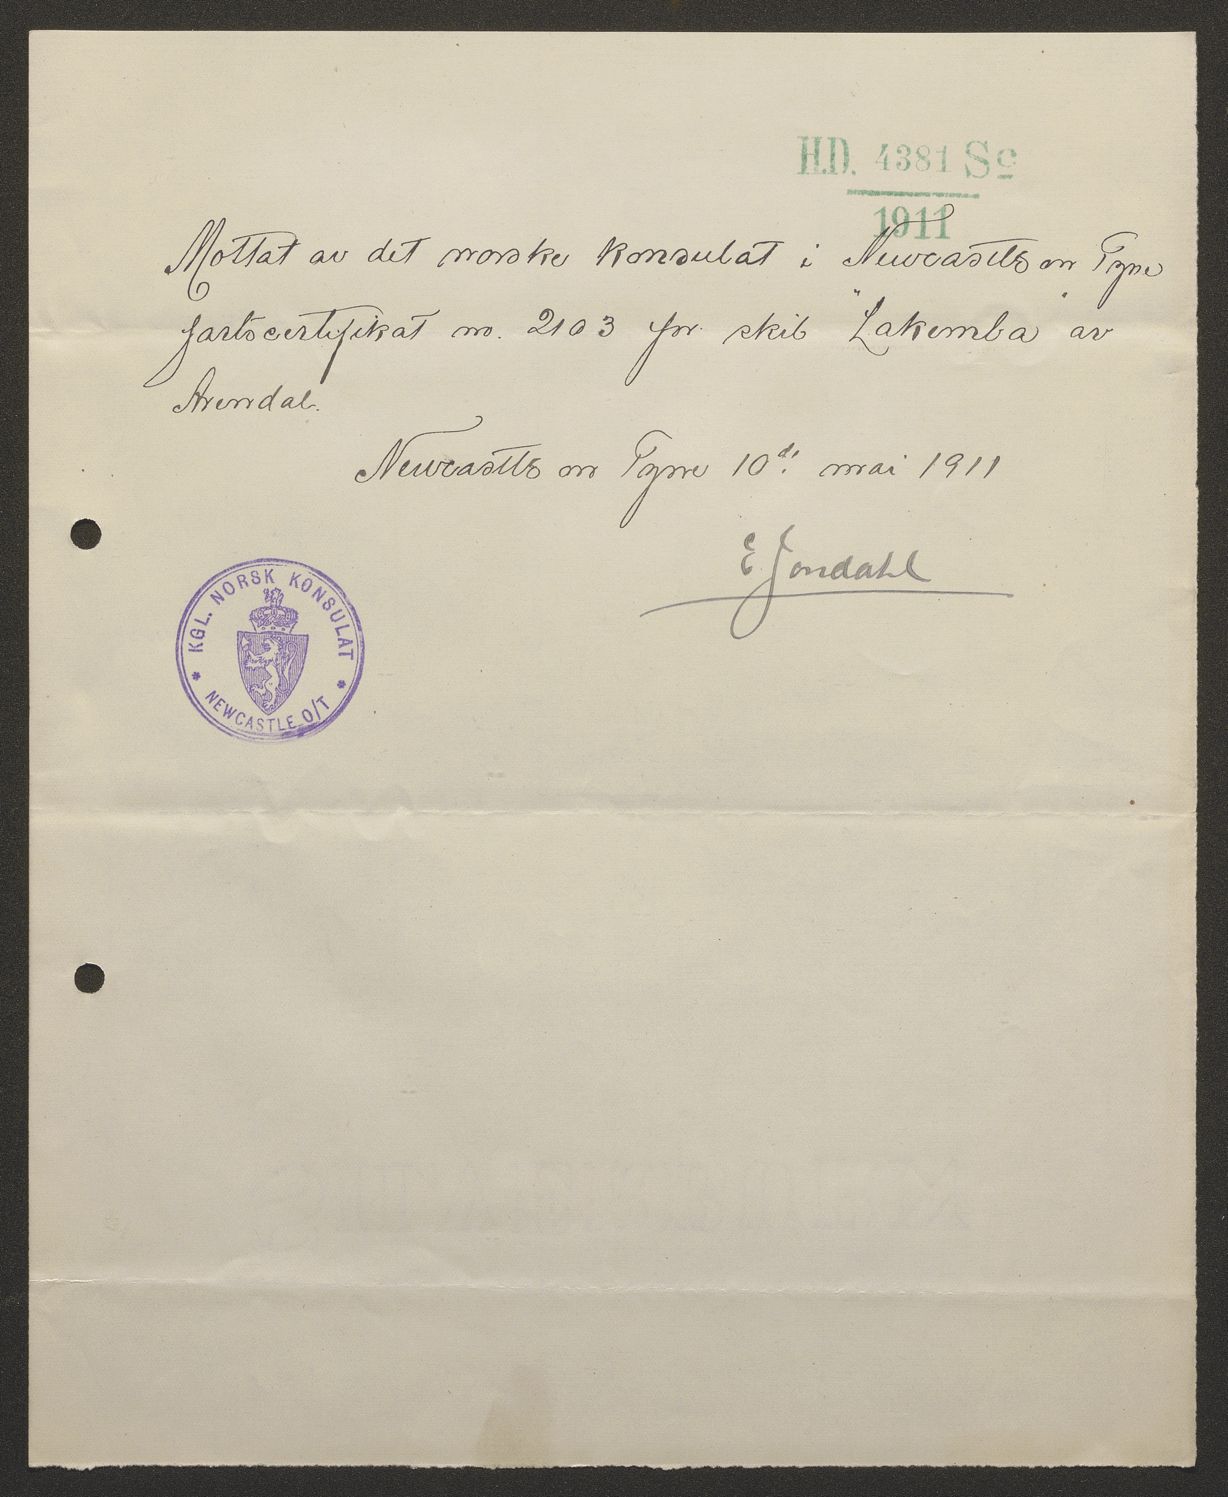 H.D. 4381 Sc
1911
Mottat av det norske konsulat i Newcastle on Tyne
fartscertifikat no. 2103 for skib "Lakemba" av
Arendal.
Newcastle on Tyne 10de mai 1911
E Jondahl
KGL. NORSK KONSULAT
NEWCASTLE O/T